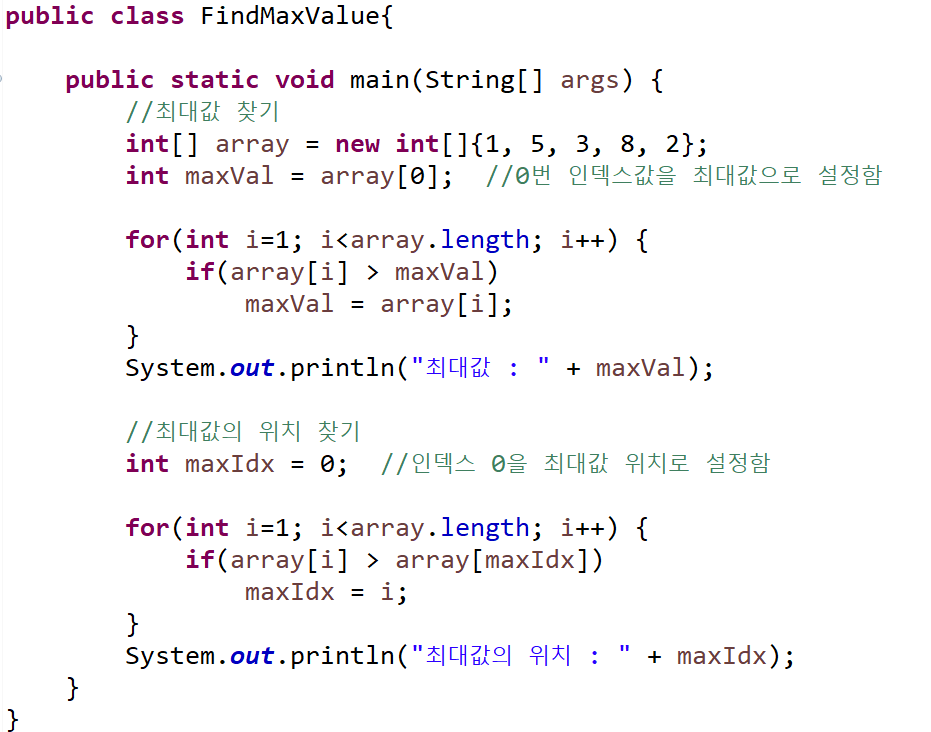 public class FindMaxValue{
public static void main(String[] args) {
//최대값 찾기
int[] array = new int[]{1, 5, 3, 8, 2};
int maxVal = array[0];  //0번 인덱스값을 최대값으로 설정함
for(int i=1; i<array.length; i++) {
if(array[i] > maxVal)
maxVal = array[i];
}
System.out.println("최대값 : " + maxVal);
//최대값의 위치 찾기
int maxIdx = 0;  //인덱스 0을 최대값 위치로 설정함
for(int i=1; i<array.length; i++) {
if(array[i] > array[maxIdx])
maxIdx = i;
}
System.out.println("최대값의 위치 : " + maxIdx);
}
}